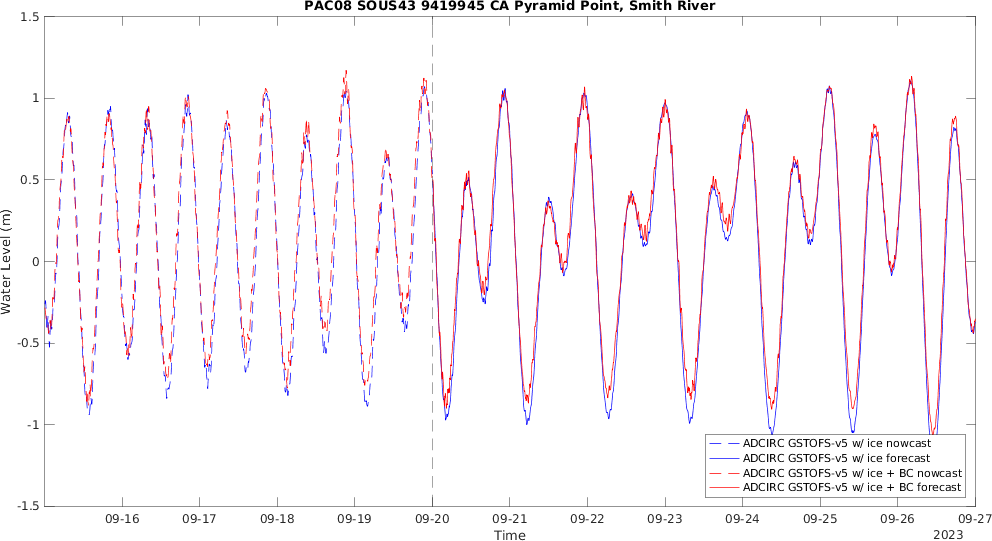 PAC08 SOUS43 9419945 CA Pyramid Point, Smith River
1.5
1
0.5
0
-0.5
-1
-1.5
Water Level (m)
09-16
09-17
09-18
09-19
09-20
09-21
09-22
09-23
09-24
09-25
09-26
09-27
Time
2023
ADCIRC GSTOFS-v5 w/ ice nowcast
ADCIRC GSTOFS-v5 w/ ice forecast
ADCIRC GSTOFS-v5 w/ ice + BC nowcast
ADCIRC GSTOFS-v5 w/ ice + BC forecast